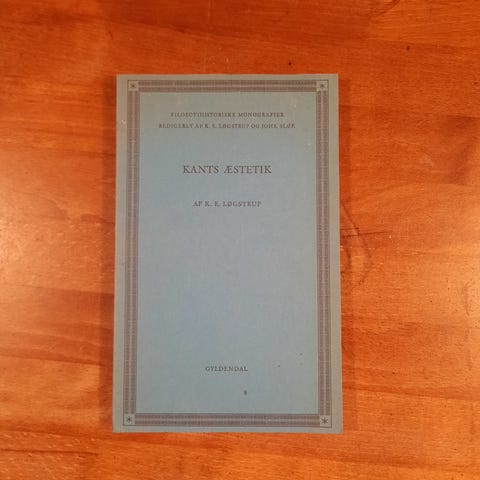 FILOSOFIHISTORISKE MONOGRAFIER
REDIGERET AF K. E. LØGSTRUP OG JOHS. SLØK
KANTS ÆSTETIK
AF K. E. LØGSTRUP
GYLDENDAL